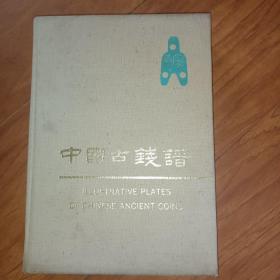 中國古錢譜
ILLUSTRATIVE PLATES
OF CHINESE ANCIENT COINS